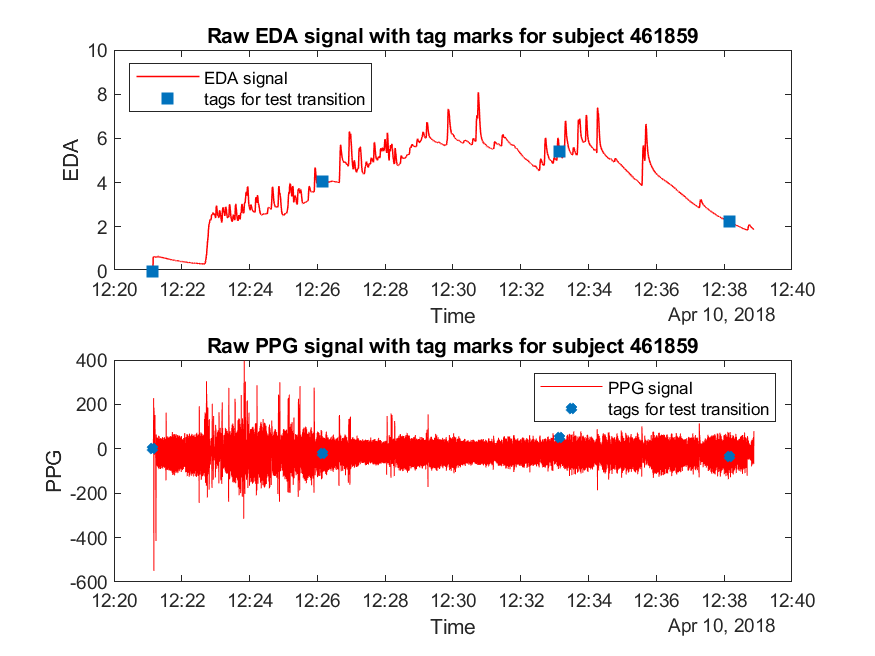 Raw EDA signal with tag marks for subject 461859
10
8
6
4
2
0
EDA
EDA signal
tags for test transition
12:20 12:22 12:24 12:26 12:28 12:30 12:32 12:34 12:36 12:38 12:40
Time
Apr 10, 2018
Raw PPG signal with tag marks for subject 461859
400
200
0
-200
-400
-600
PPG
PPG signal
tags for test transition
12:20 12:22 12:24 12:26 12:28 12:30 12:32 12:34 12:36 12:38 12:40
Time
Apr 10, 2018